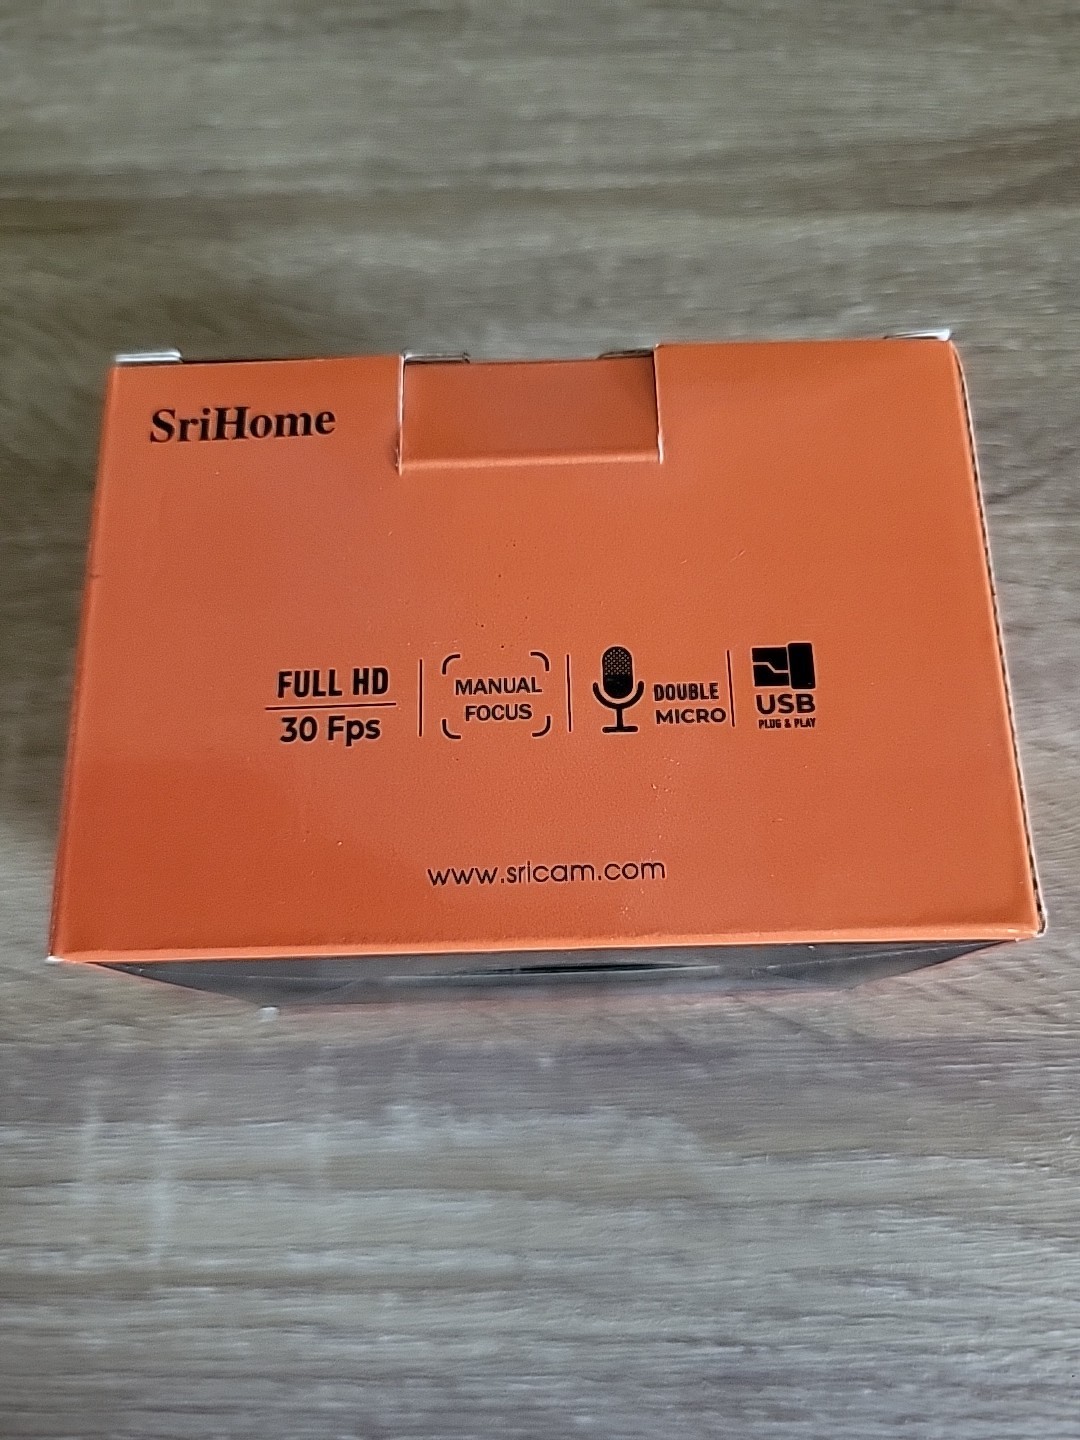 SriHome
FULL HD
30 Fps
MANUAL
FOCUS
DOUBLE
MICRO
USB
PLUG & PLAY
www.sricam.com